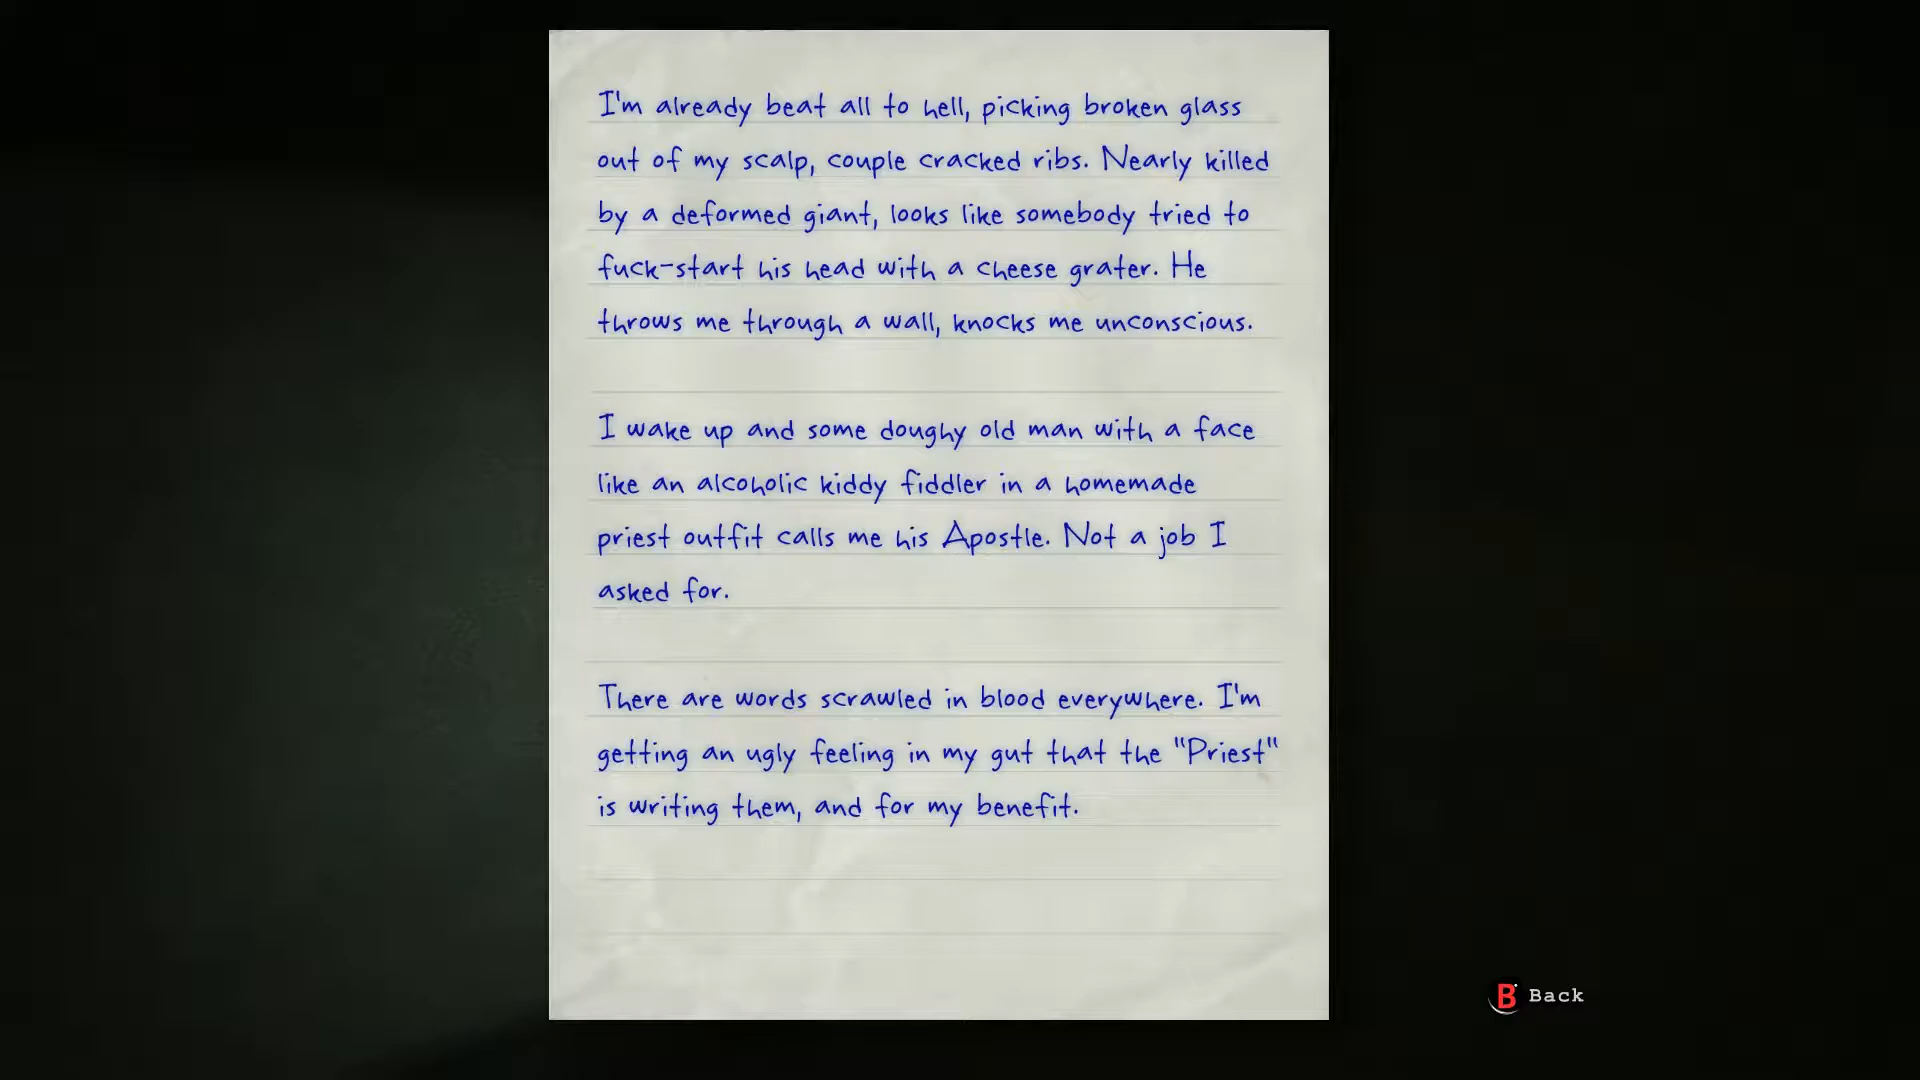 I'm already beat all to hell, picking broken glass
out of my scalp, couple cracked ribs. Nearly killed
by a deformed giant, looks like somebody tried to
fuck-start his head with a cheese grater. He
throws me through a wall, knocks me unconscious.
I wake up and some doughy old man with a face
like an alcoholic kiddy fiddler in a homemade
priest outfit calls me his Apostle. Not a job I
asked for.
There are words scrawled in blood everywhere. I'm
getting an ugly feeling in my gut that the "Priest"
is writing them, and for my benefit.
B Back